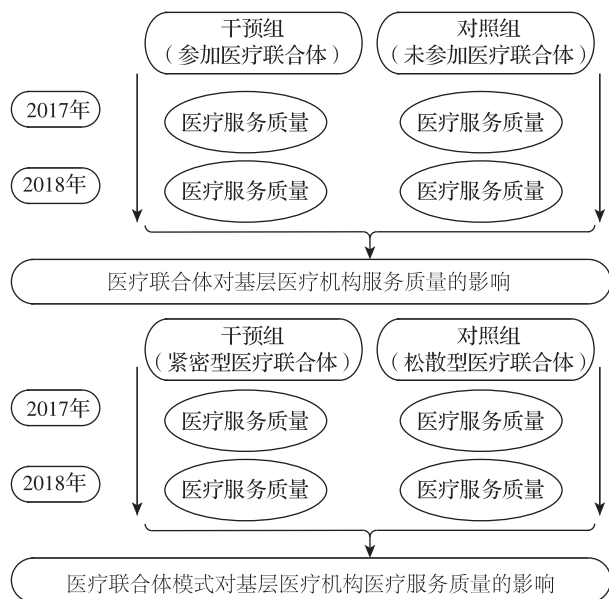 干预组
（参加医疗联合体）
对照组
（未参加医疗联合体）
2017年
医疗服务质量
医疗服务质量
2018年
医疗服务质量
医疗服务质量
医疗联合体对基层医疗机构服务质量的影响
干预组
（紧密型医疗联合体）
对照组
（松散型医疗联合体）
2017年
医疗服务质量
医疗服务质量
2018年
医疗服务质量
医疗服务质量
医疗联合体模式对基层医疗机构医疗服务质量的影响